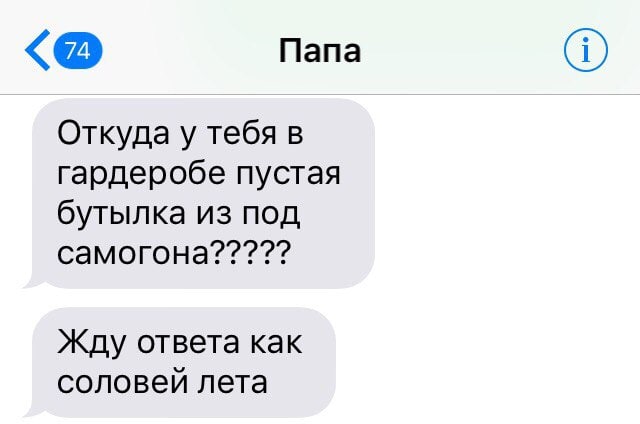 74
Папа
Откуда у тебя в
гардеробе пустая
бутылка из под
самогона?????
Жду ответа как
соловей лета